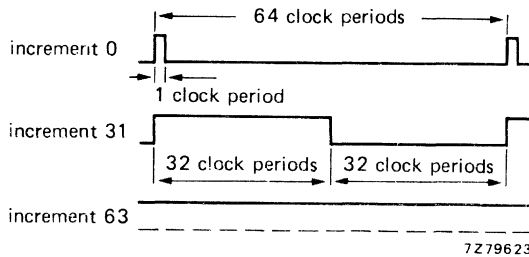 64 clock periods
increment 0
1 clock period
increment 31
32 clock periods 32 clock periods
increment 63
7Z79623